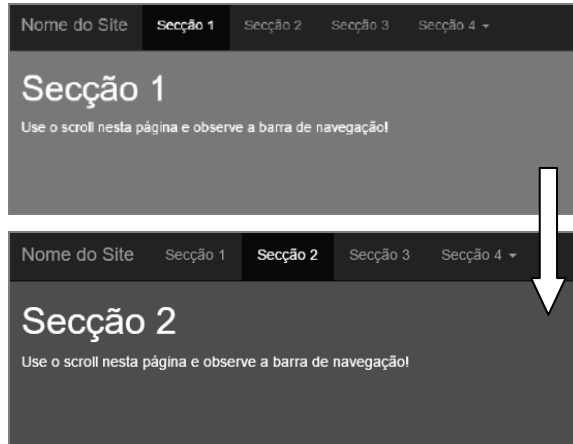 Nome do Site Secção 1 Secção 2 Secção 3 Secção 4
Secção 1
Use o scroll nesta página e observe a barra de navegação!
Nome do Site Secção 1 Secção 2 Secção 3 Secção 4
Secção 2
Use o scroll nesta página e observe a barra de navegação!